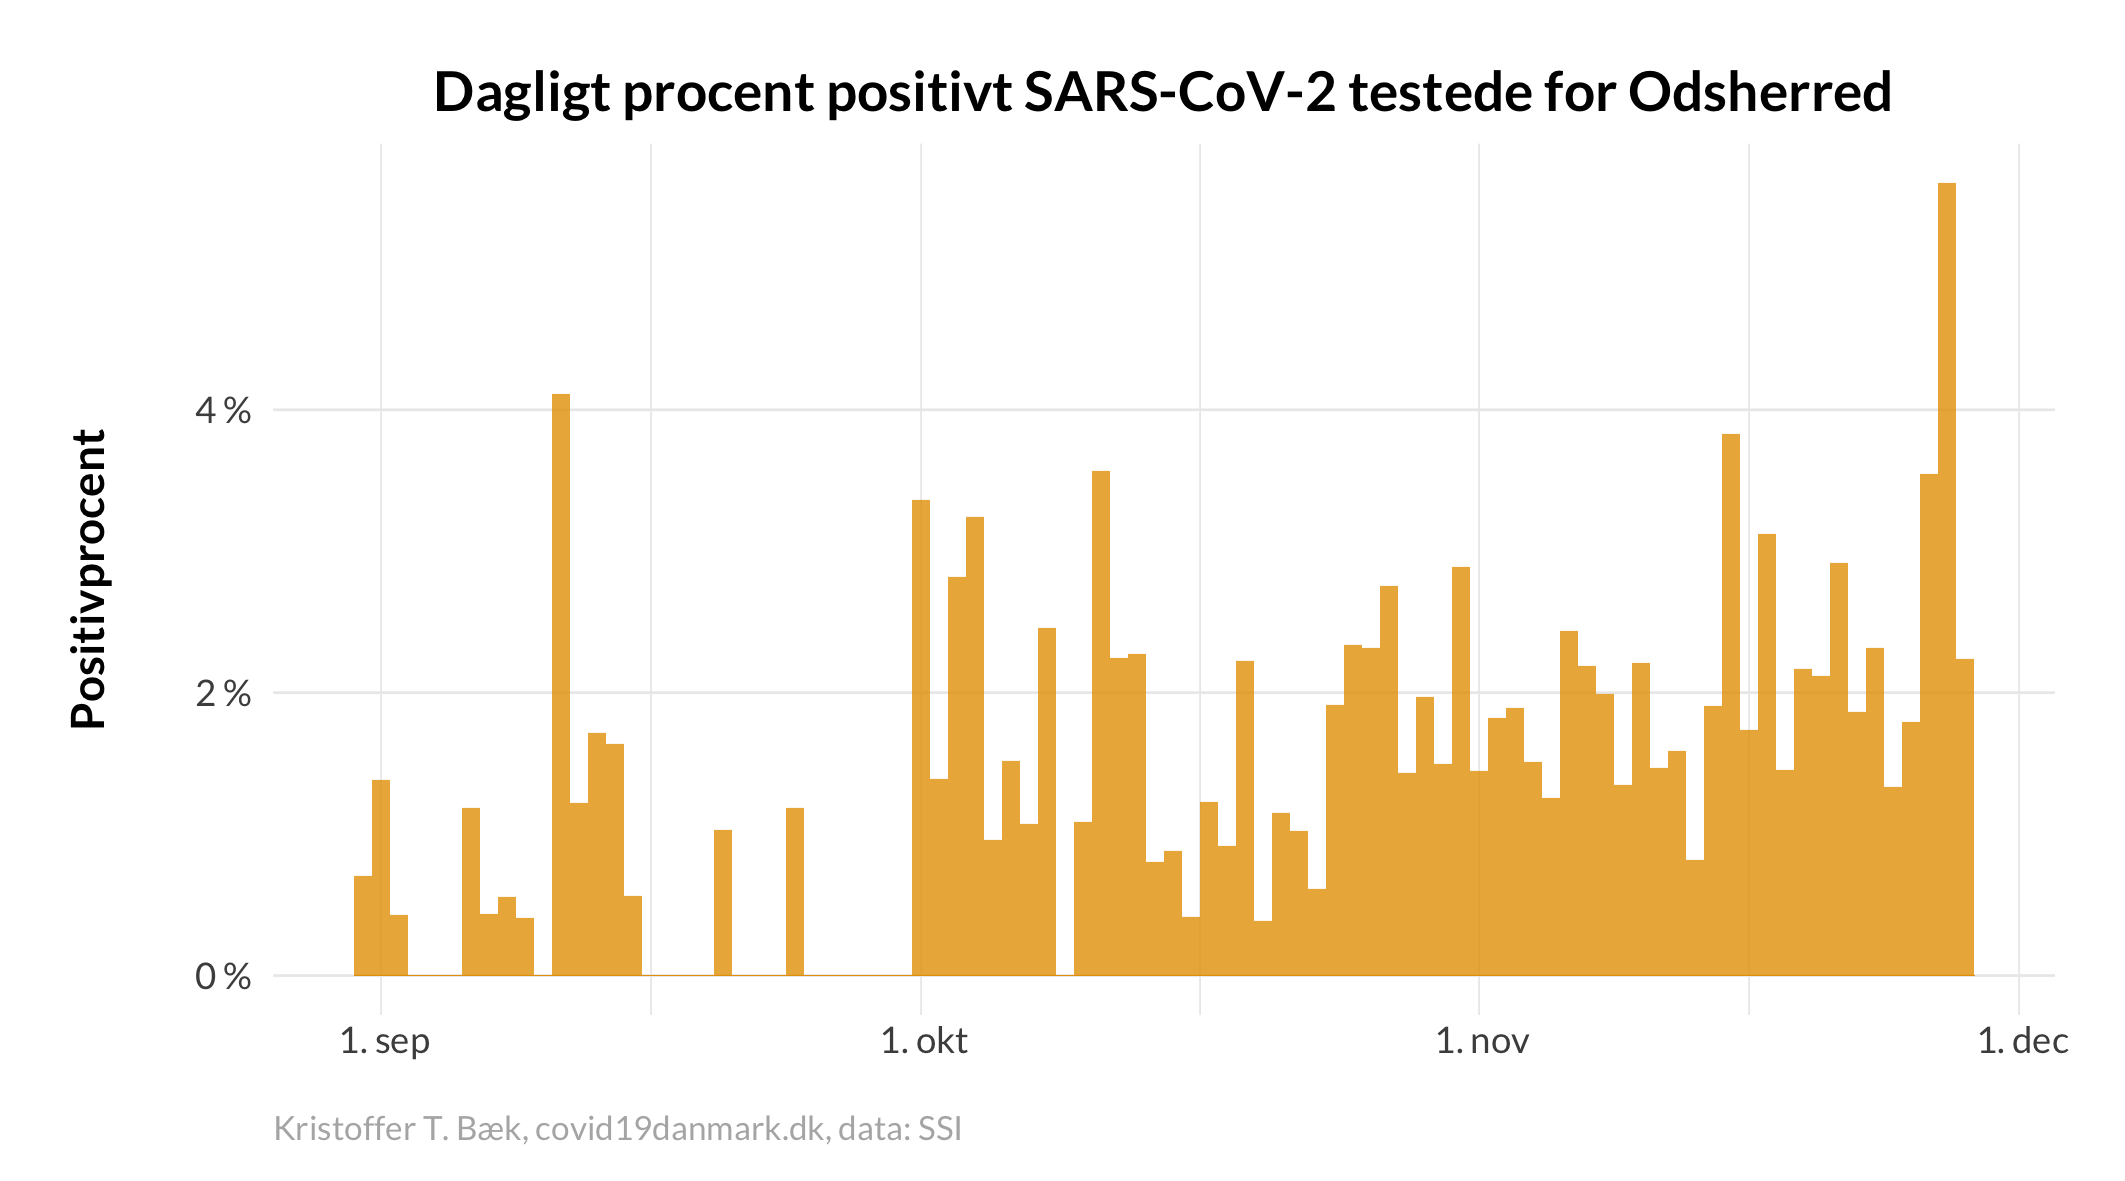 Dagligt procent positivt SARS-CoV-2 testede for Odsherred
Positivprocent
4 %
2 %
0 %
1. sep
1. okt
1. nov
1. dec
Kristoffer T. Bæk, covid19danmark.dk, data: SSI